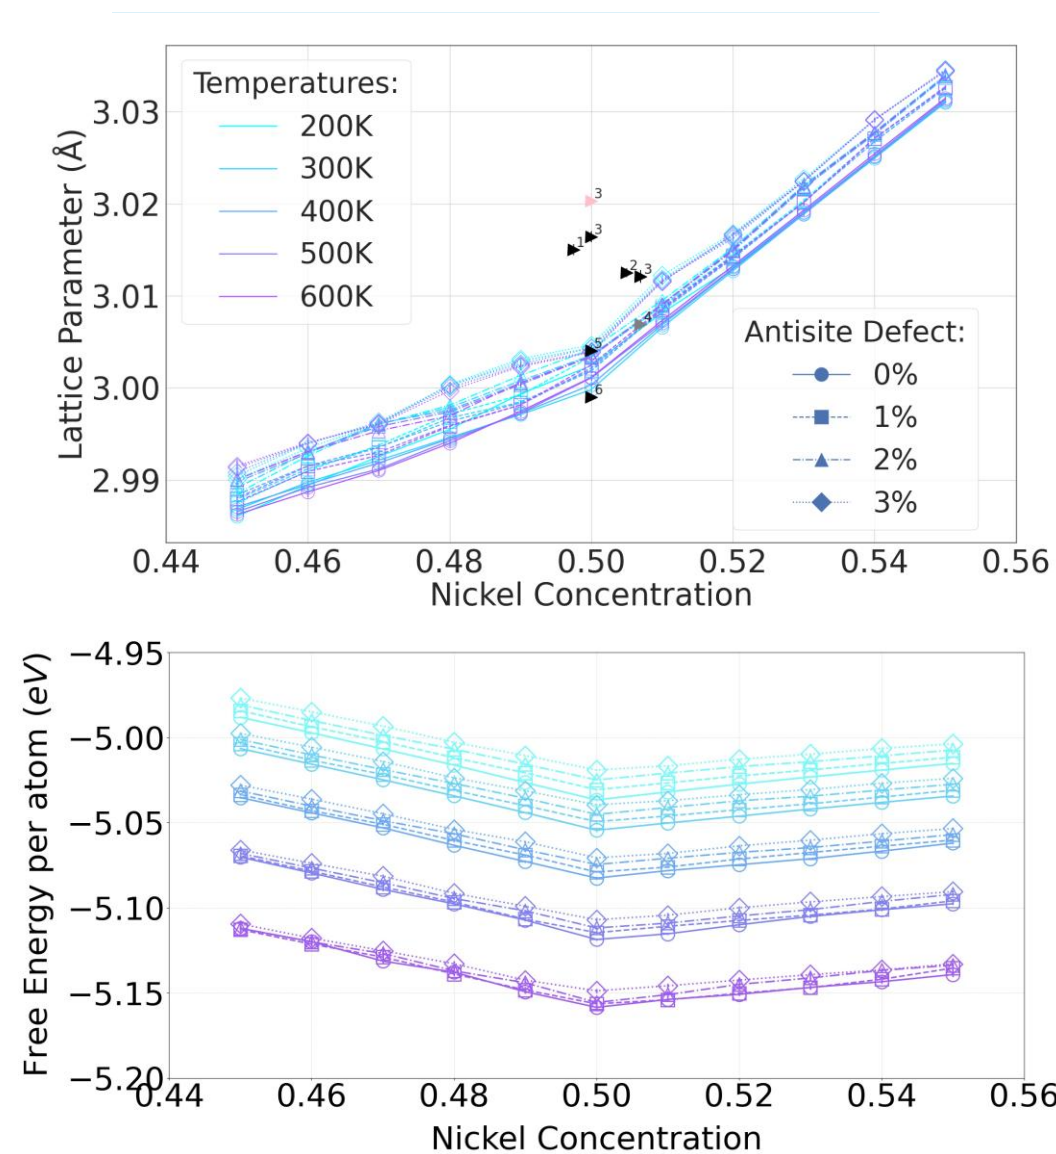 Temperatures:
200K
300K
400K
500K
600K
3.03
3.02
3.01
3.00
2.99
Lattice Parameter (Å)
3
3
1
2
3
4
5
6
Antisite Defect:
0%
1%
2%
3%
0.44 0.46 0.48 0.50 0.52 0.54 0.56
Nickel Concentration
−4.95
−5.00
−5.05
−5.10
−5.15
−5.20
Free Energy per atom (eV)
0.44 0.46 0.48 0.50 0.52 0.54 0.56
Nickel Concentration